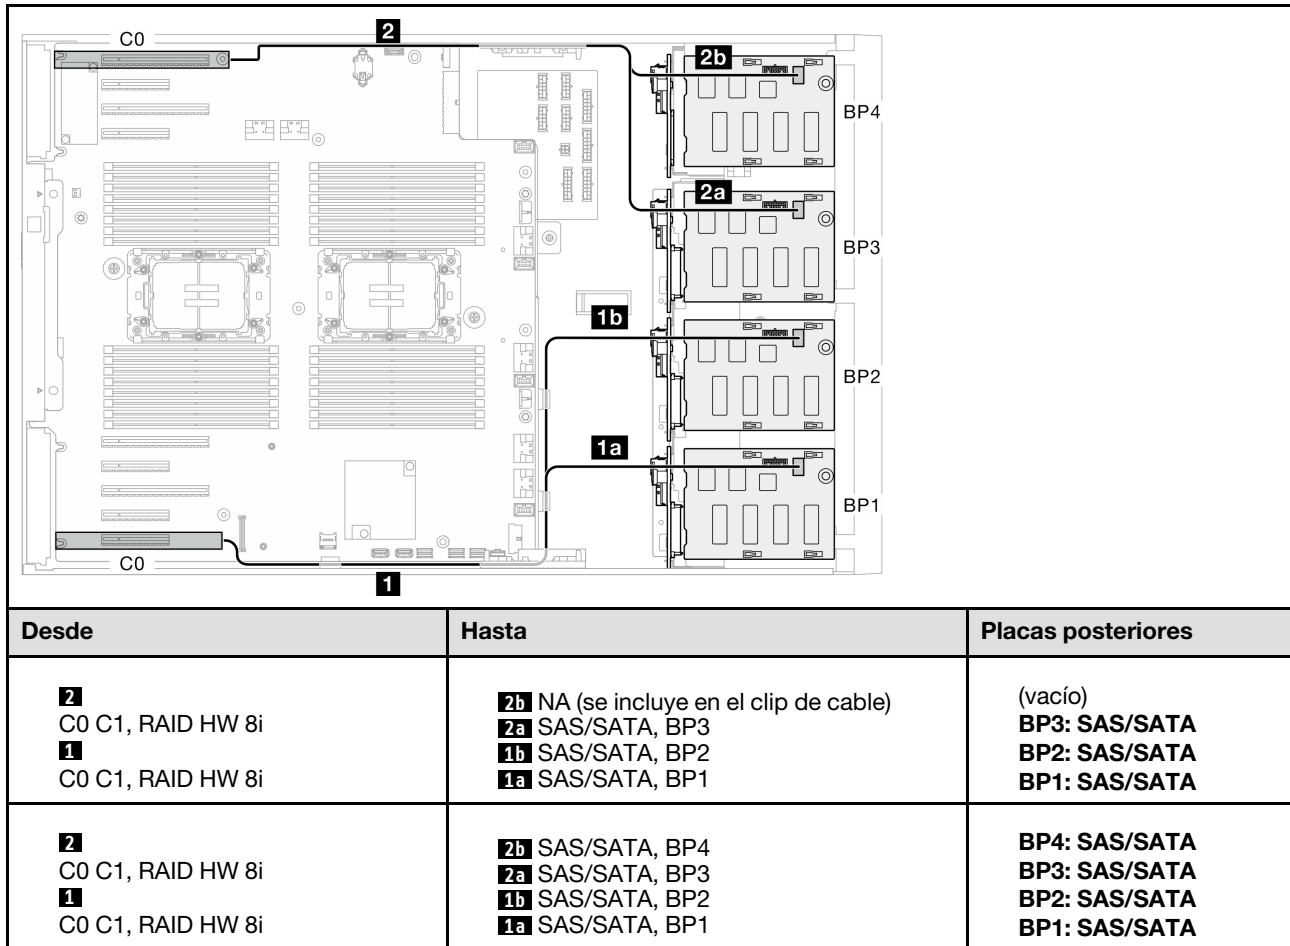 C0
2
2b
BP4
2a
BP3
1b
BP2
1a
BP1
C0
1
Desde Hasta Placas posteriores
2
C0 C1, RAID HW 8i
1
C0 C1, RAID HW 8i
2b NA (se incluye en el clip de cable)
2a SAS/SATA, BP3
1b SAS/SATA, BP2
1a SAS/SATA, BP1
(vacío)
BP3: SAS/SATA
BP2: SAS/SATA
BP1: SAS/SATA
2
C0 C1, RAID HW 8i
1
C0 C1, RAID HW 8i
2b SAS/SATA, BP4
2a SAS/SATA, BP3
1b SAS/SATA, BP2
1a SAS/SATA, BP1
BP4: SAS/SATA
BP3: SAS/SATA
BP2: SAS/SATA
BP1: SAS/SATA